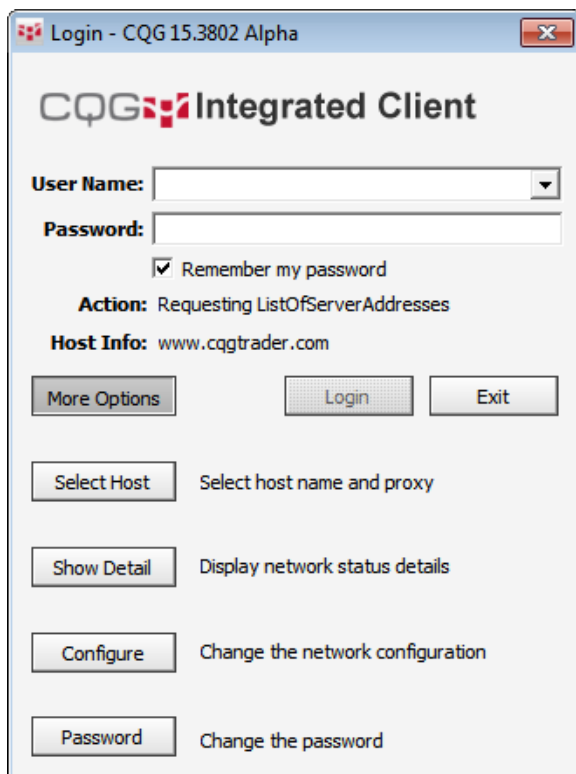 Login - CQG 15.3802 Alpha
CQG Integrated Client
User Name:
Password:
Remember my password
Action: Requesting ListOfServerAddresses
Host Info: www.cqgtrader.com
More Options Login Exit
Select Host Select host name and proxy
Show Detail Display network status details
Configure Change the network configuration
Password Change the password